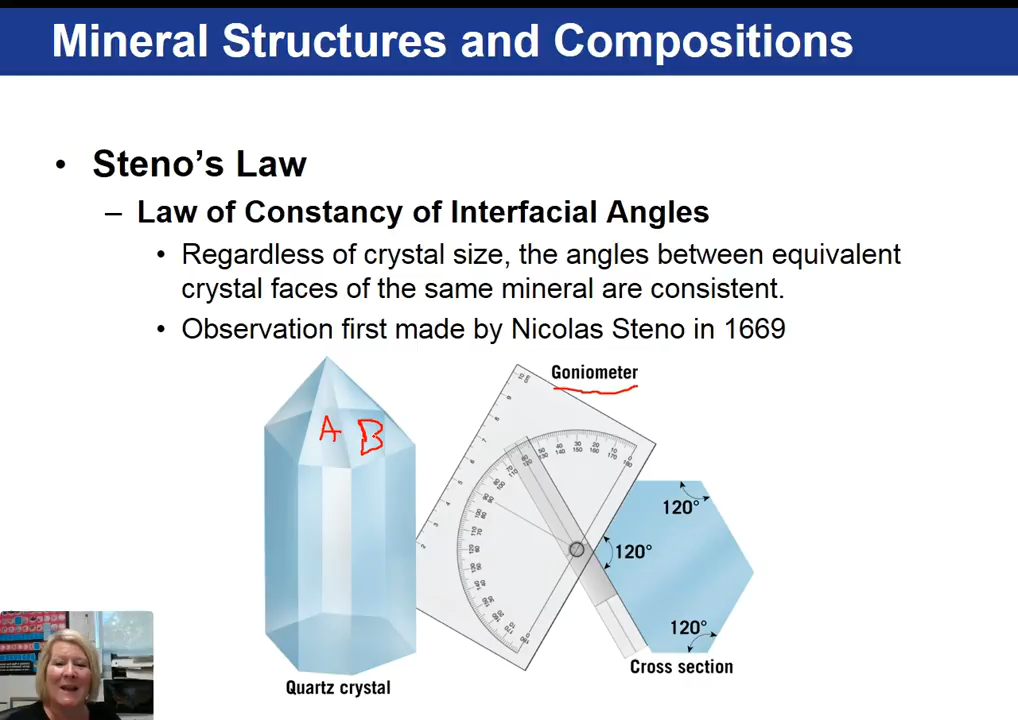 Mineral Structures and Compositions
• Steno’s Law
– Law of Constancy of Interfacial Angles
• Regardless of crystal size, the angles between equivalent
crystal faces of the same mineral are consistent.
• Observation first made by Nicolas Steno in 1669
Goniometer
A B
120°
120°
120°
Cross section
Quartz crystal